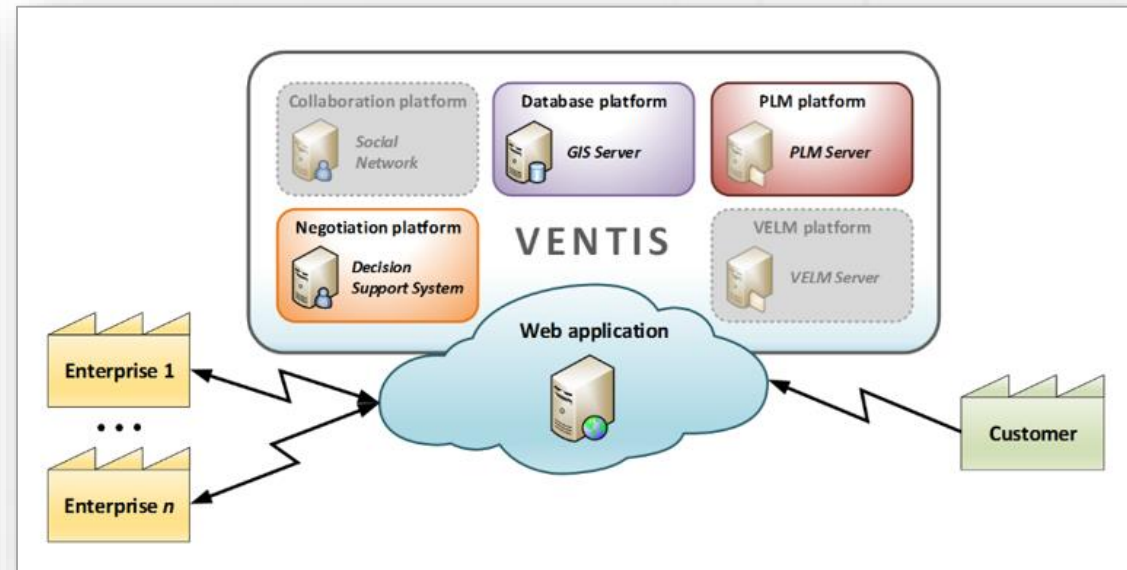 Collaboration platform
Social
Network
Database platform
GIS Server
PLM platform
PLM Server
Negotiation platform
Decision
Support System
VENTIS
VELM platform
VELM Server
Web application
Enterprise 1
...
Enterprise n
Customer